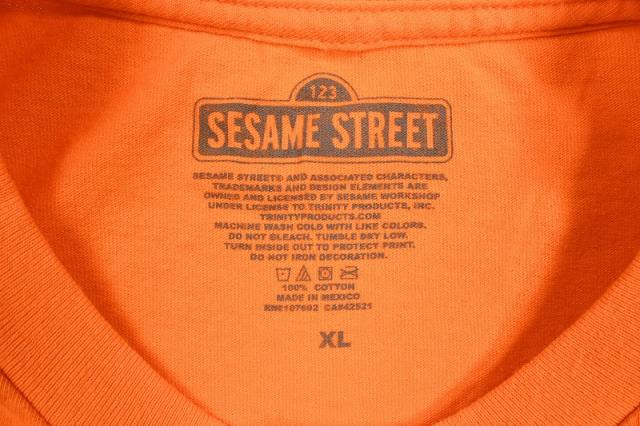 123
SESAME STREET
SESAME STREET® AND ASSOCIATED CHARACTERS,
TRADEMARKS AND DESIGN ELEMENTS ARE
OWNED AND LICENSED BY SESAME WORKSHOP
UNDER LICENSE TO TRINITY PRODUCTS, INC.
TRINITYPRODUCTS.COM
MACHINE WASH COLD WITH LIKE COLORS.
DO NOT BLEACH. TUMBLE DRY LOW.
TURN INSIDE OUT TO PROTECT PRINT.
DO NOT IRON DECORATION.
100% COTTON
MADE IN MEXICO
RN#107692 CA#42521
XL